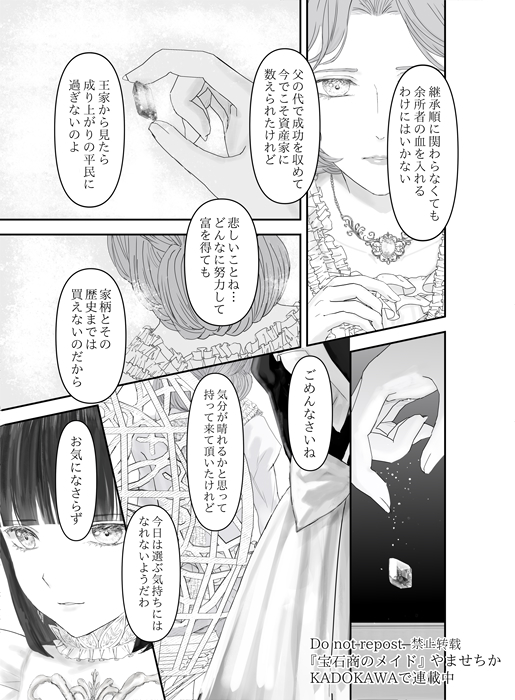 継承順に関わらなくても
余所者の血を入れる
わけにはいかない
父の代で成功を収めて
今でこそ資産家に
数えられたけれど
王家から見たら
成り上がりの平民に
過ぎないのよ
悲しいことね…
どんなに努力して
富を得ても
家柄とその
歴史までは
買えないのだから
ごめんなさいね
気分が晴れるかと思って
持って来て頂いたけれど
今日は選ぶ気持ちには
なれないようだわ
お気になさらず
Do not repost 禁止转载
『宝石商のメイド』やませちか
KADOKAWAで連載中